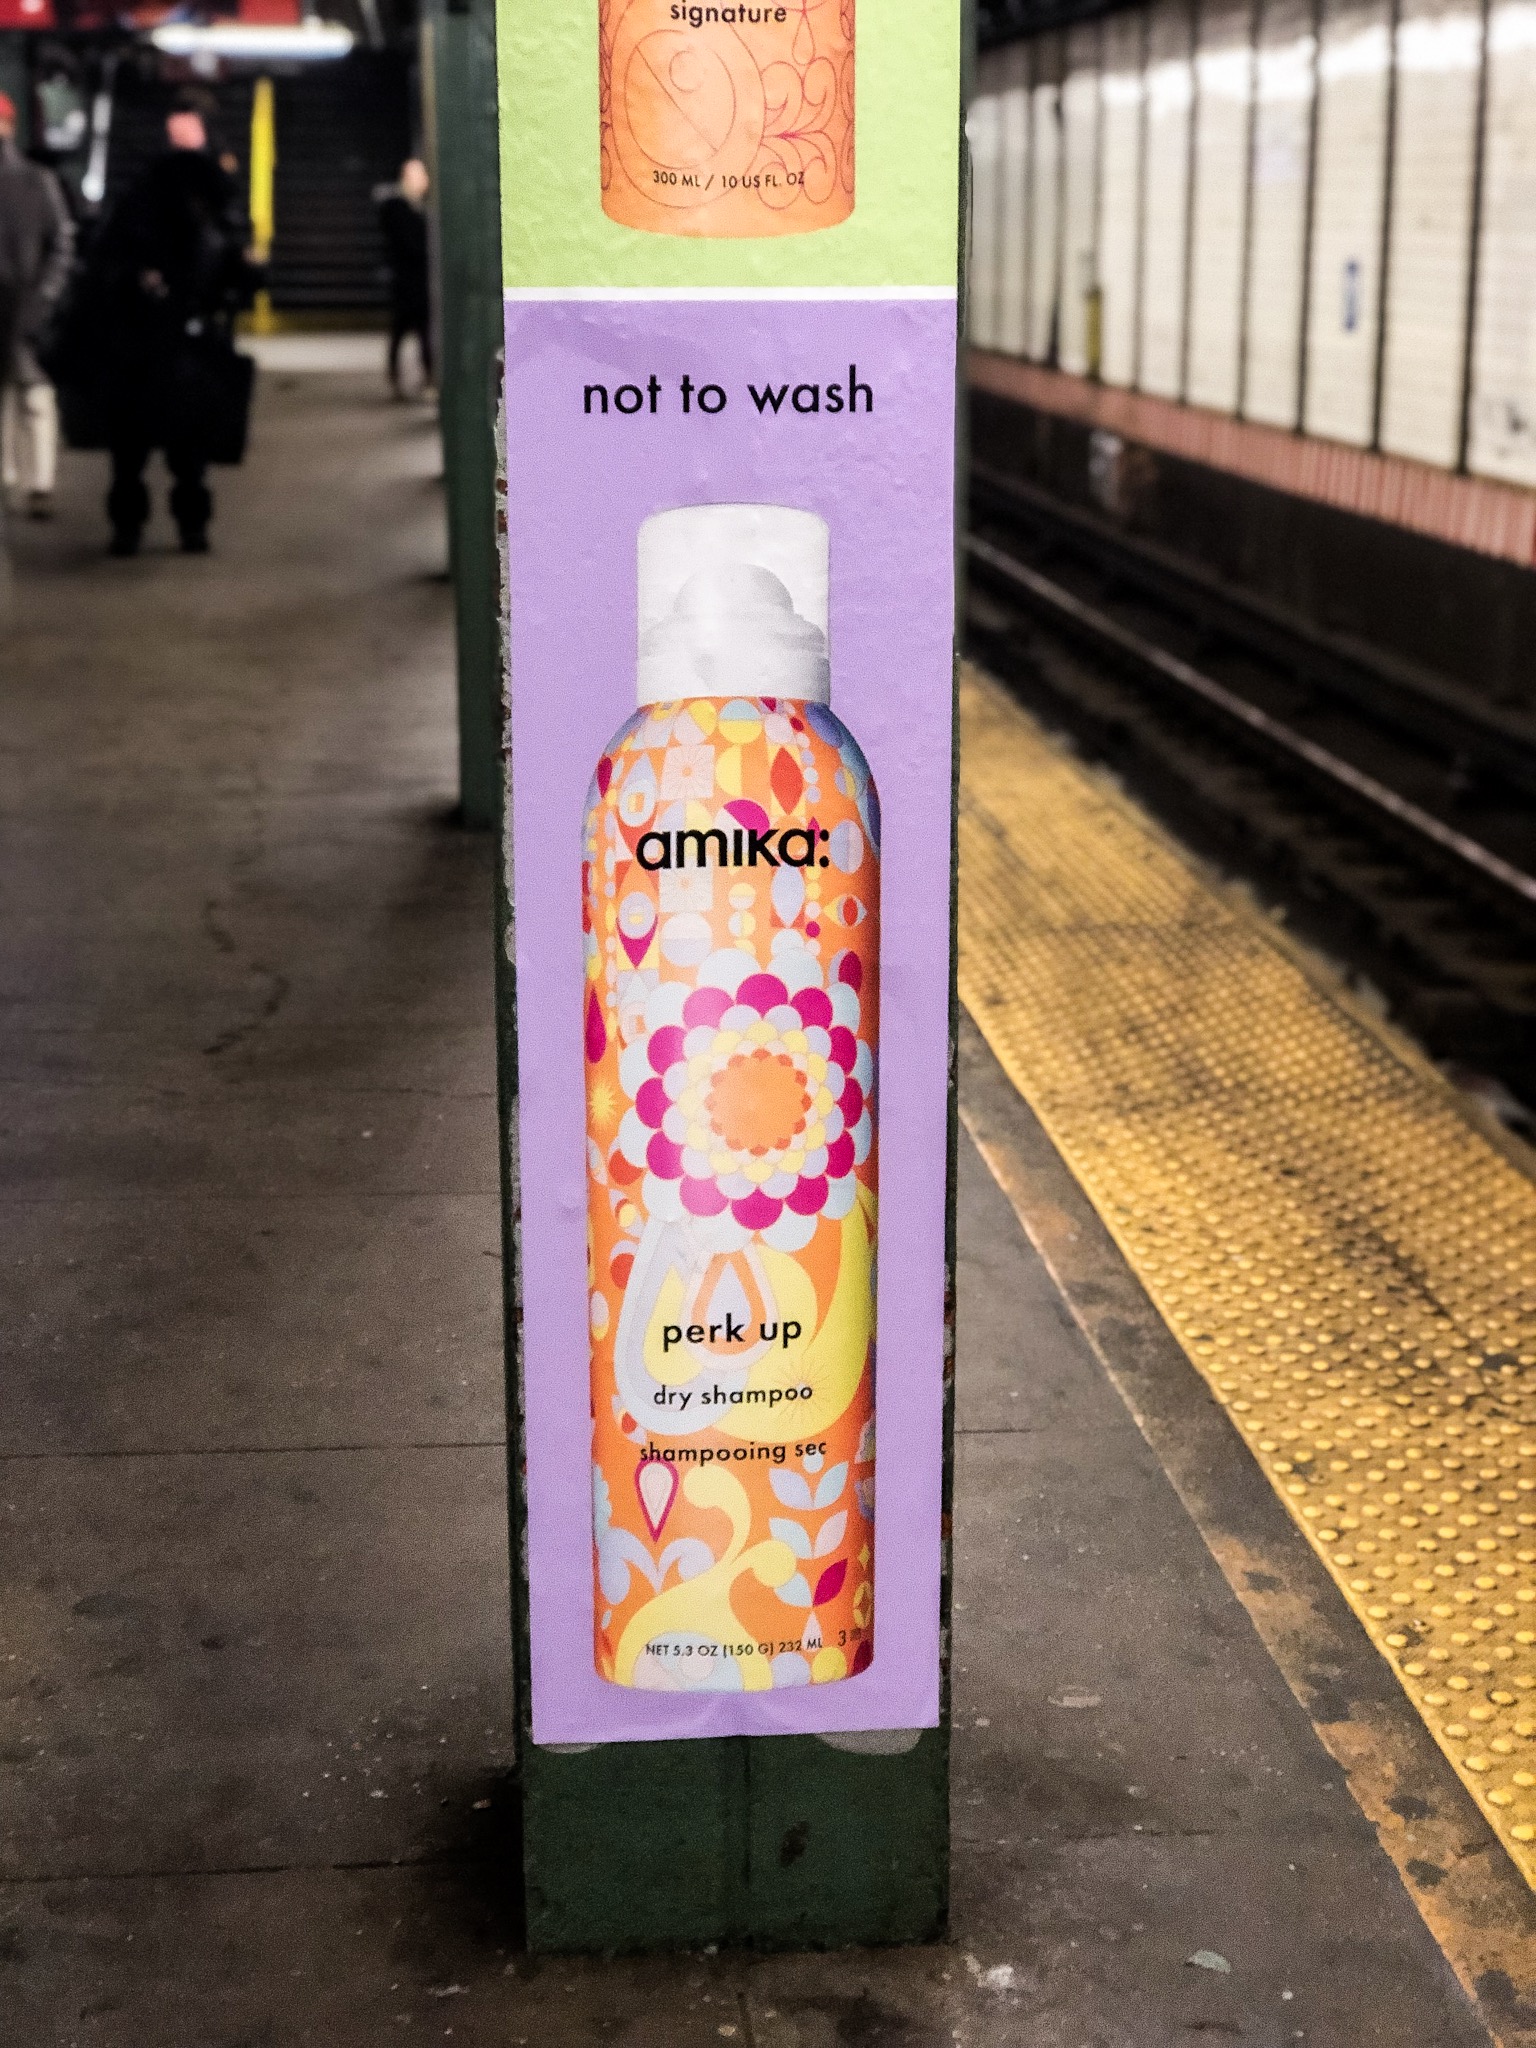 signature
300 ML / 10 US FL. OZ
not to wash
amika:
perk up
dry shampoo
shampooing sec
NET 5.3 OZ (150 G) 232 ML
3